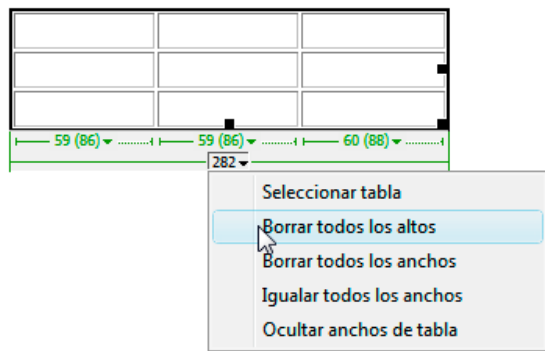 59 (86) 59 (86) 60 (88)
282
Seleccionar tabla
Borrar todos los altos
Borrar todos los anchos
Igualar todos los anchos
Ocultar anchos de tabla